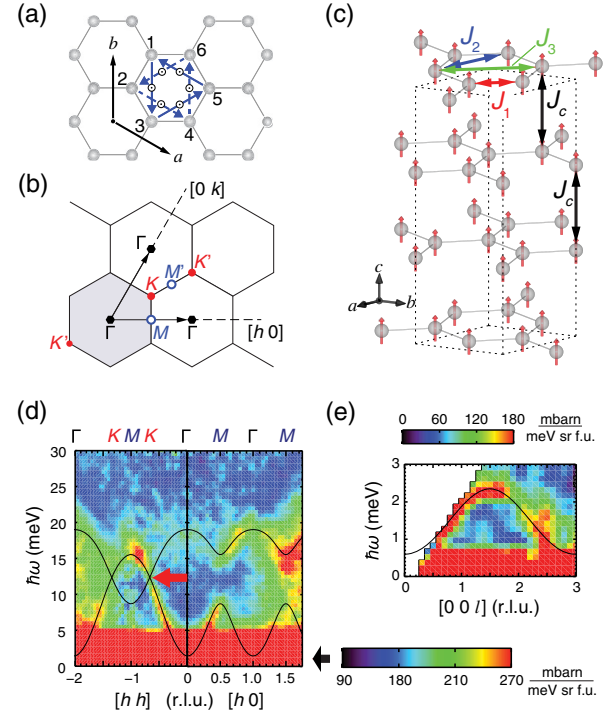 (a)
b
1
6
2
5
3
4
a
(b)
[0 k]
Γ
K'
M'
K
Γ
M
Γ
[h 0]
K'
(c)
J2
J3
J1
Jc
Jc
c
a
b
(d)
Γ
K
M
K
Γ
M
Γ
M
30
25
20
15
10
5
0
ħω (meV)
−2
−1
0
0.5
1.0
1.5
[h h]
(r.l.u.)
[h 0]
(e)
0 60 120 180
mbarn
meV sr f.u.
3
2
1
0
ħω (meV)
0 1 2 3
[0 0 l] (r.l.u.)
90 150 210 270
mbarn
meV sr f.u.